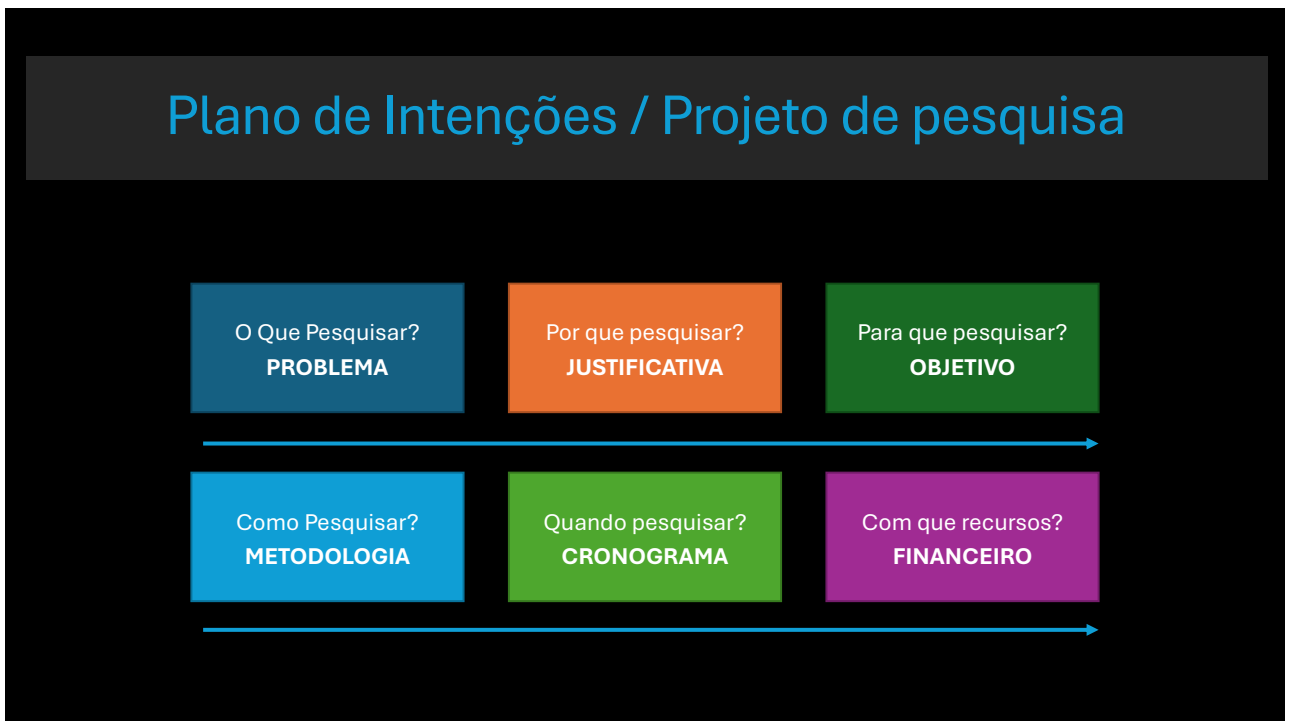 Plano de Intenções / Projeto de pesquisa
O Que Pesquisar?
PROBLEMA
Por que pesquisar?
JUSTIFICATIVA
Para que pesquisar?
OBJETIVO
Como Pesquisar?
METODOLOGIA
Quando pesquisar?
CRONOGRAMA
Com que recursos?
FINANCEIRO